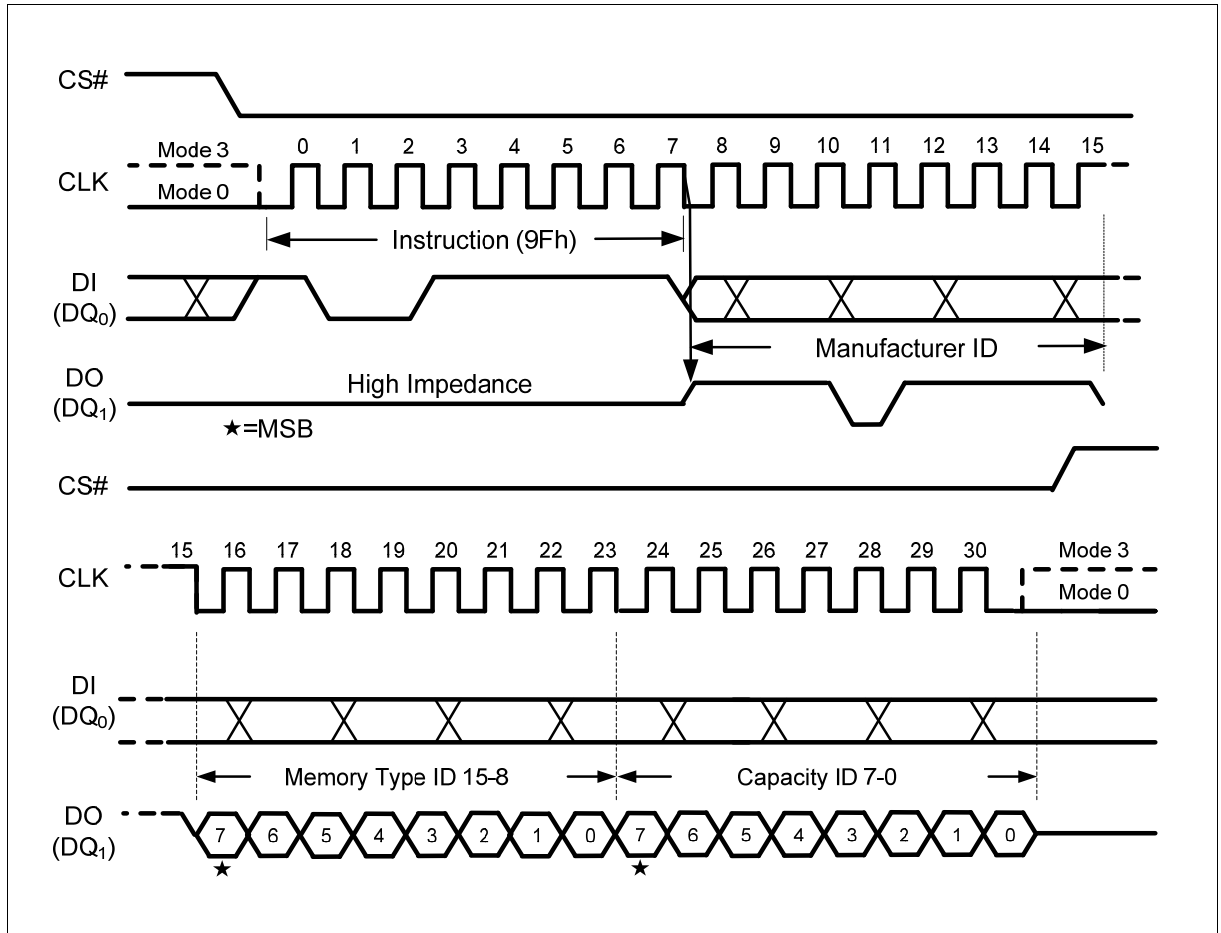 CS#
Mode 3
0 1 2 3 4 5 6 7 8 9 10 11 12 13 14 15
CLK
Mode 0
Instruction (9Fh)
DI
(DQ0)
Manufacturer ID
DO
(DQ1)
High Impedance
★=MSB
CS#
15 16 17 18 19 20 21 22 23 24 25 26 27 28 29 30
Mode 3
CLK
Mode 0
DI
(DQ0)
Memory Type ID 15-8
Capacity ID 7-0
DO
(DQ1)
7 6 5 4 3 2 1 0 7 6 5 4 3 2 1 0
★ ★